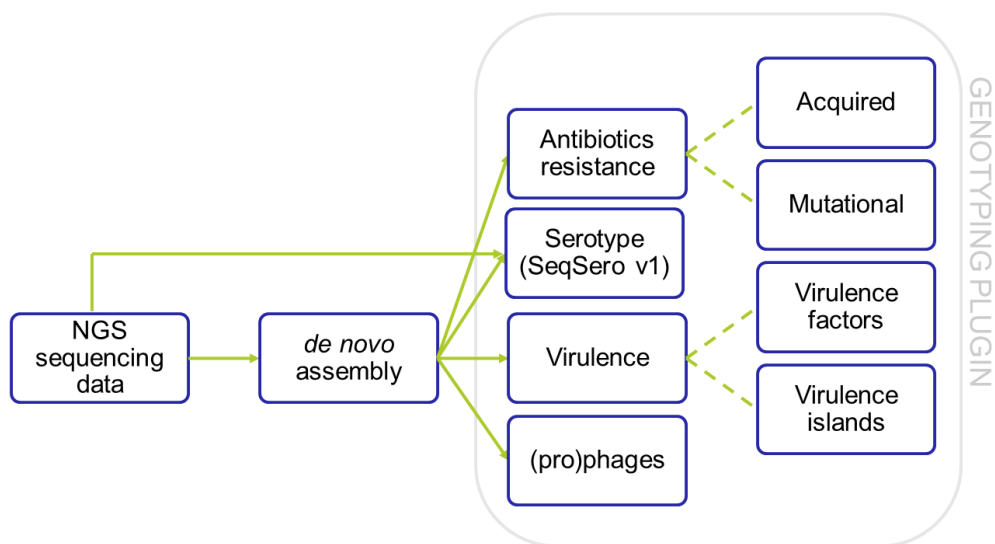 NGS
sequencing
data
de novo
assembly
Antibiotics
resistance
Serotype
(SeqSero v1)
Virulence
(pro)phages
Acquired
Mutational
Virulence
factors
Virulence
islands
GENOTYPING PLUGIN